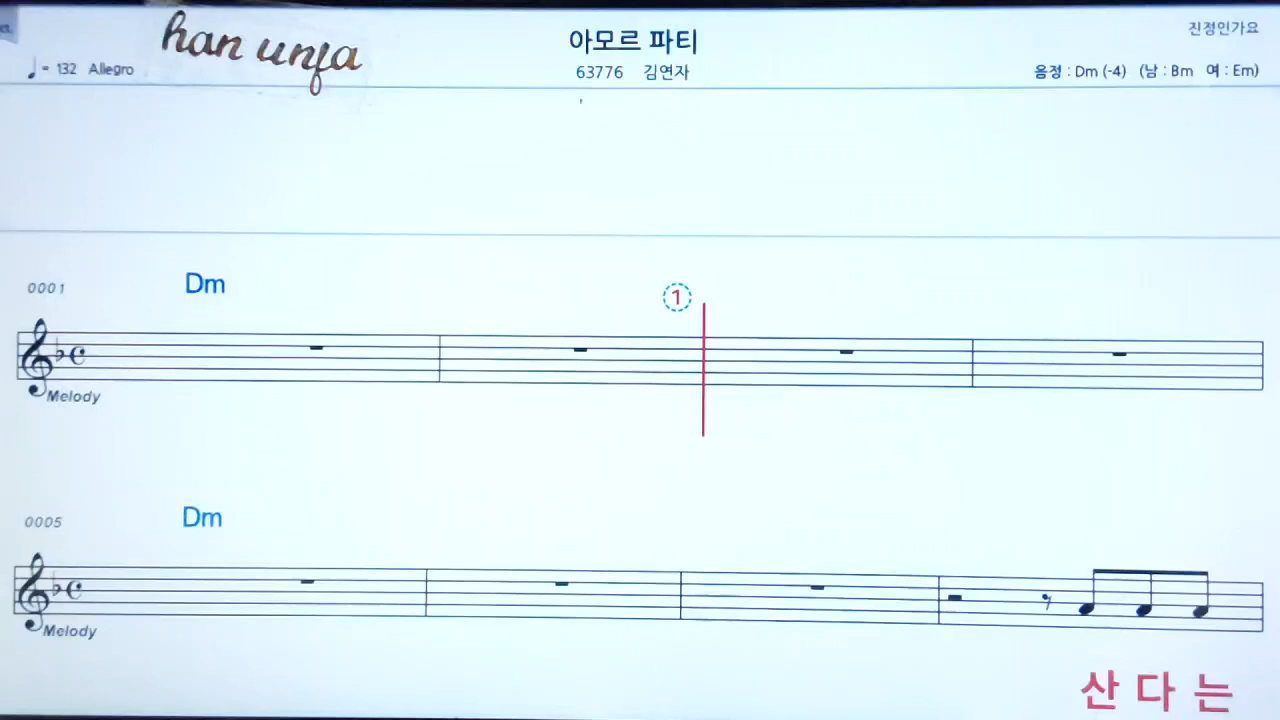 han unja
아모르 파티
진정인가요
♩= 132 Allegro
63776 김연자
음정 : Dm (-4) (남 : Bm 여 : Em)
0001 Dm
1
Melody
0005 Dm
Melody
산 다 는